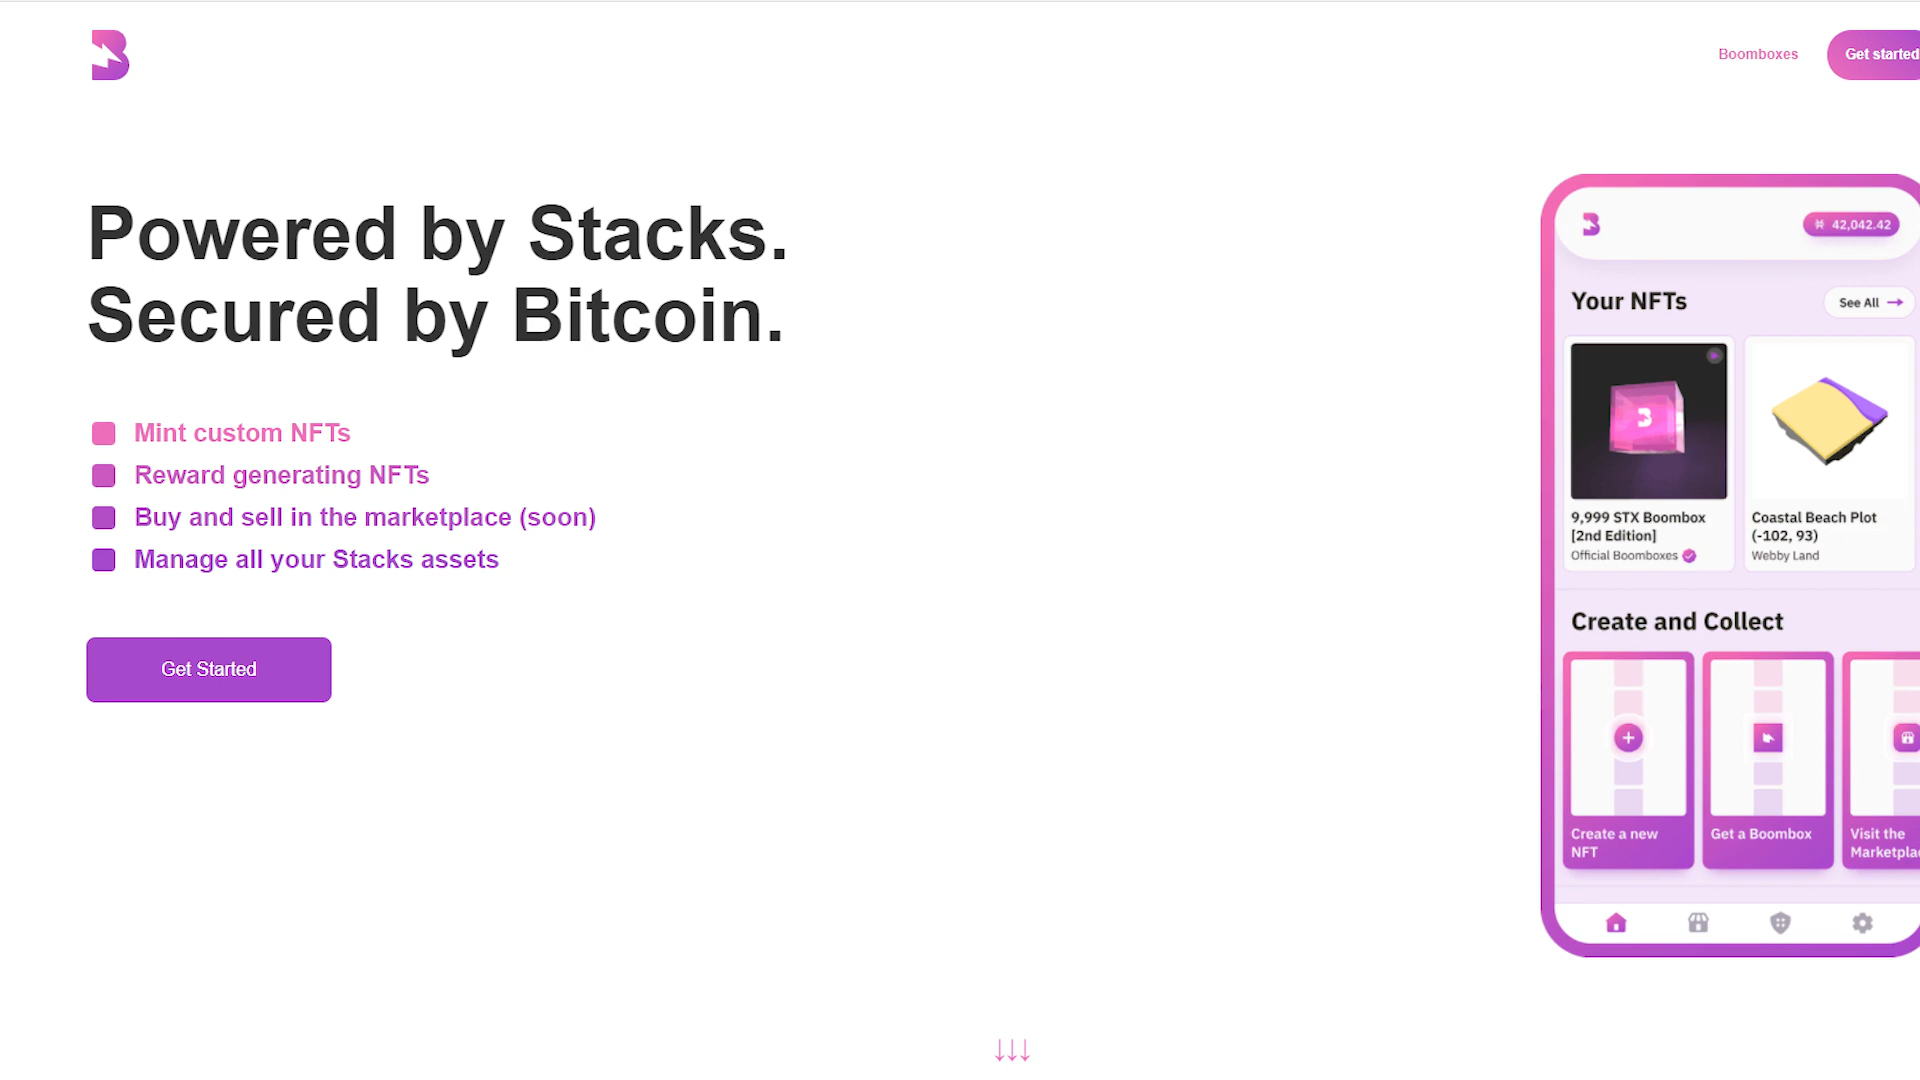 Boomboxes
Get started
Powered by Stacks.
Secured by Bitcoin.
Mint custom NFTs
Reward generating NFTs
Buy and sell in the marketplace (soon)
Manage all your Stacks assets
Get Started
42,042.42
Your NFTs
See All →
9,999 STX Boombox
[2nd Edition]
Official Boomboxes
Coastal Beach Plot
(-102, 93)
Webby Land
Create and Collect
Create a new
NFT
Get a Boombox
Visit the
Marketpla
↓↓↓